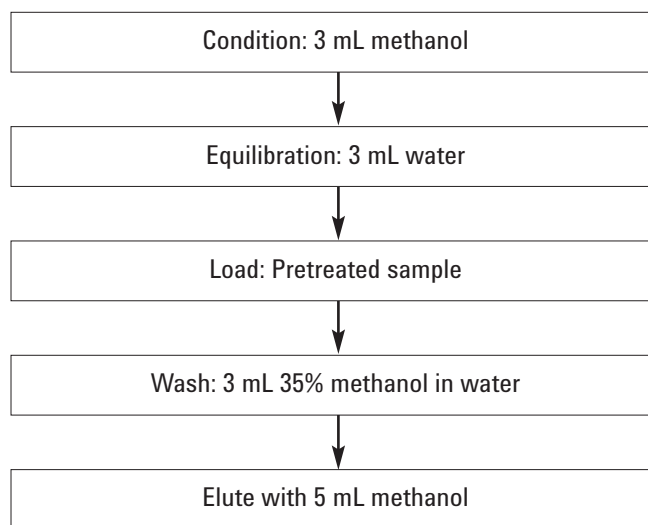 Condition: 3 mL methanol
Equilibration: 3 mL water
Load: Pretreated sample
Wash: 3 mL 35% methanol in water
Elute with 5 mL methanol